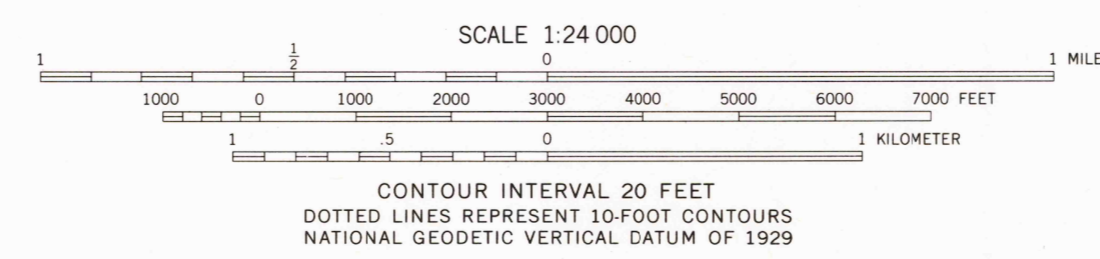 SCALE 1:24 000
1 ½ 0 1 MILE
1000 0 1000 2000 3000 4000 5000 6000 7000 FEET
1 .5 0 1 KILOMETER
CONTOUR INTERVAL 20 FEET
DOTTED LINES REPRESENT 10-FOOT CONTOURS
NATIONAL GEODETIC VERTICAL DATUM OF 1929